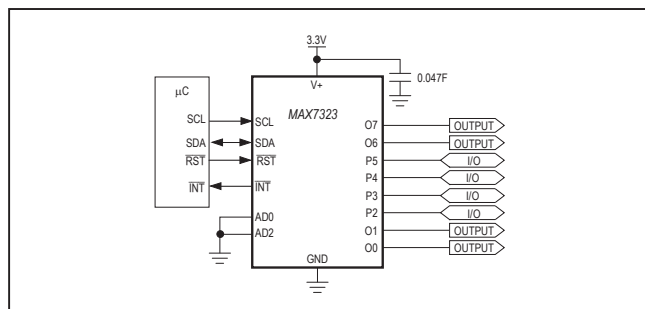 3.3V
V+
0.047F
μC
MAX7323
SCL
SCL
O7
OUTPUT
SDA
SDA
O6
OUTPUT
RST
RST
P5
I/O
P4
I/O
INT
INT
P3
I/O
P2
I/O
AD0
O1
OUTPUT
AD2
O0
OUTPUT
GND